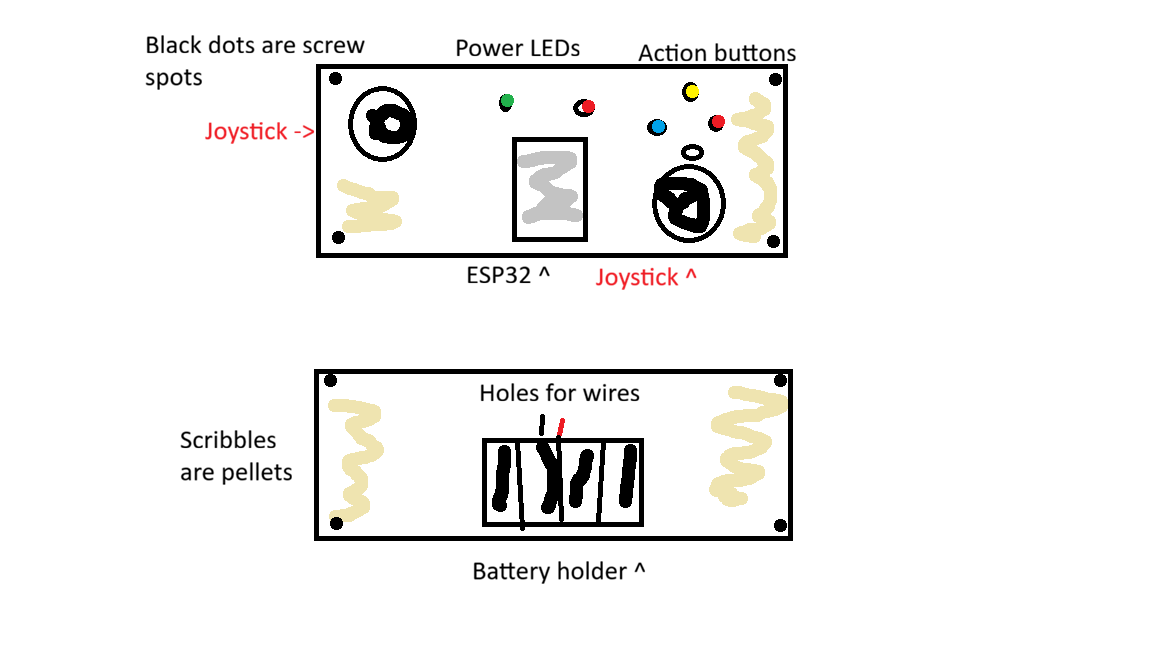 Black dots are screw
spots
Power LEDs
Action buttons
Joystick ->
ESP32 ^
Joystick ^
Holes for wires
Scribbles
are pellets
Battery holder ^